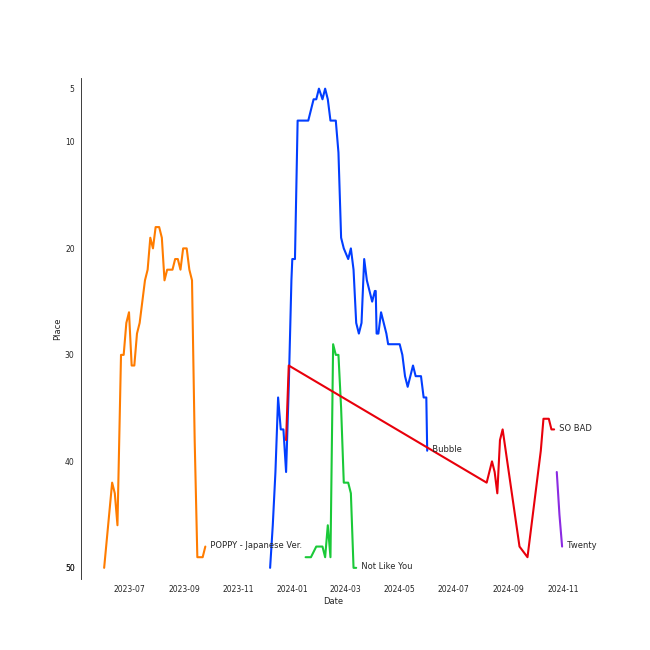 5
10
20
30
40
50
Place
SO BAD
Bubble
POPPY - Japanese Ver.
Twenty
Not Like You
2023-07 2023-09 2023-11 2024-01 2024-03 2024-05 2024-07 2024-09 2024-11
Date